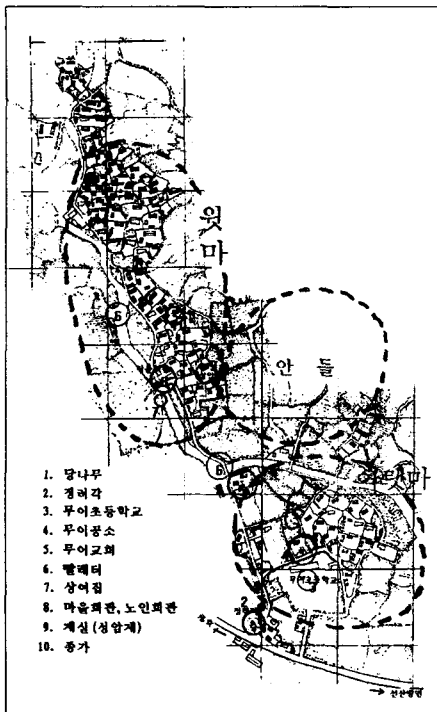 윗마
안들
아랫마
6
6
무이초등학교
2
1. 당나무
2. 정려각
3. 무이초등학교
4. 무이공소
5. 무이교회
6. 빨래터
7. 상여집
8. 마을회관, 노인회관
9. 재실 (성암재)
10. 종가